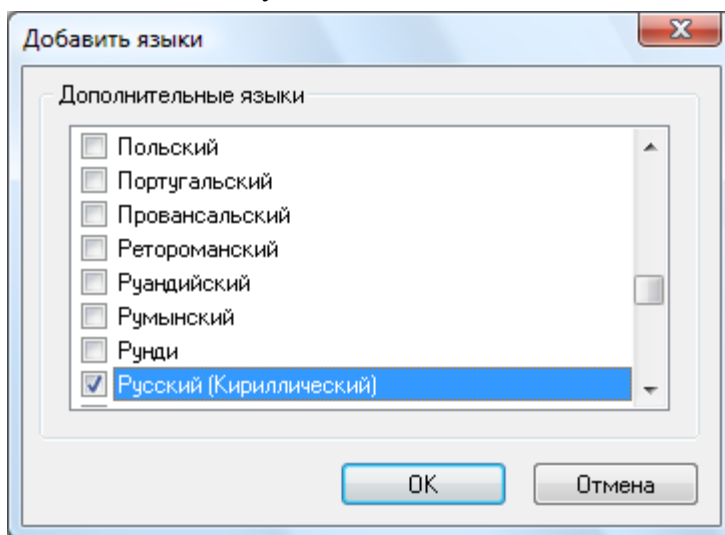 Добавить языки
Дополнительные языки
Польский
Португальский
Провансальский
Ретороманский
Руандийский
Румынский
Рунди
Русский (Кириллический)
OK
Отмена